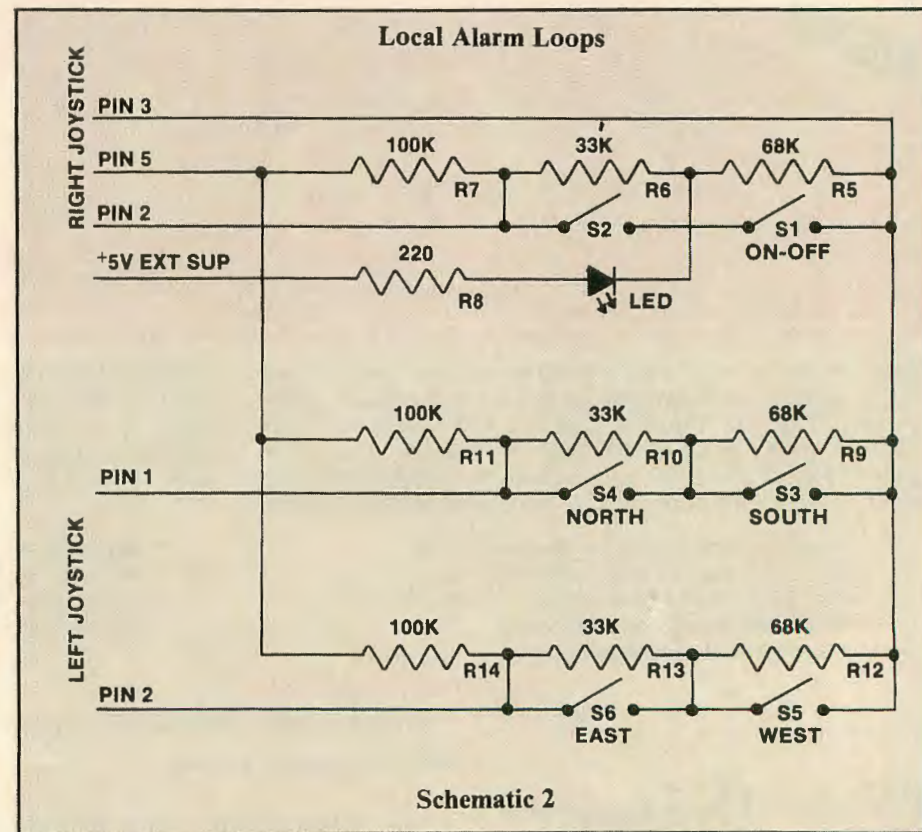 Local Alarm Loops
RIGHT JOYSTICK
PIN 3
100K 33K 68K
PIN 5
R7 R6 R5
PIN 2
S2 S1
ON-OFF
+5V EXT SUP
220
R8 LED
100K 33K 68K
R11 R10 R9
PIN 1
S4 S3
NORTH SOUTH
LEFT JOYSTICK
100K 33K 68K
R14 R13 R12
PIN 2
S6 S5
EAST WEST
Schematic 2